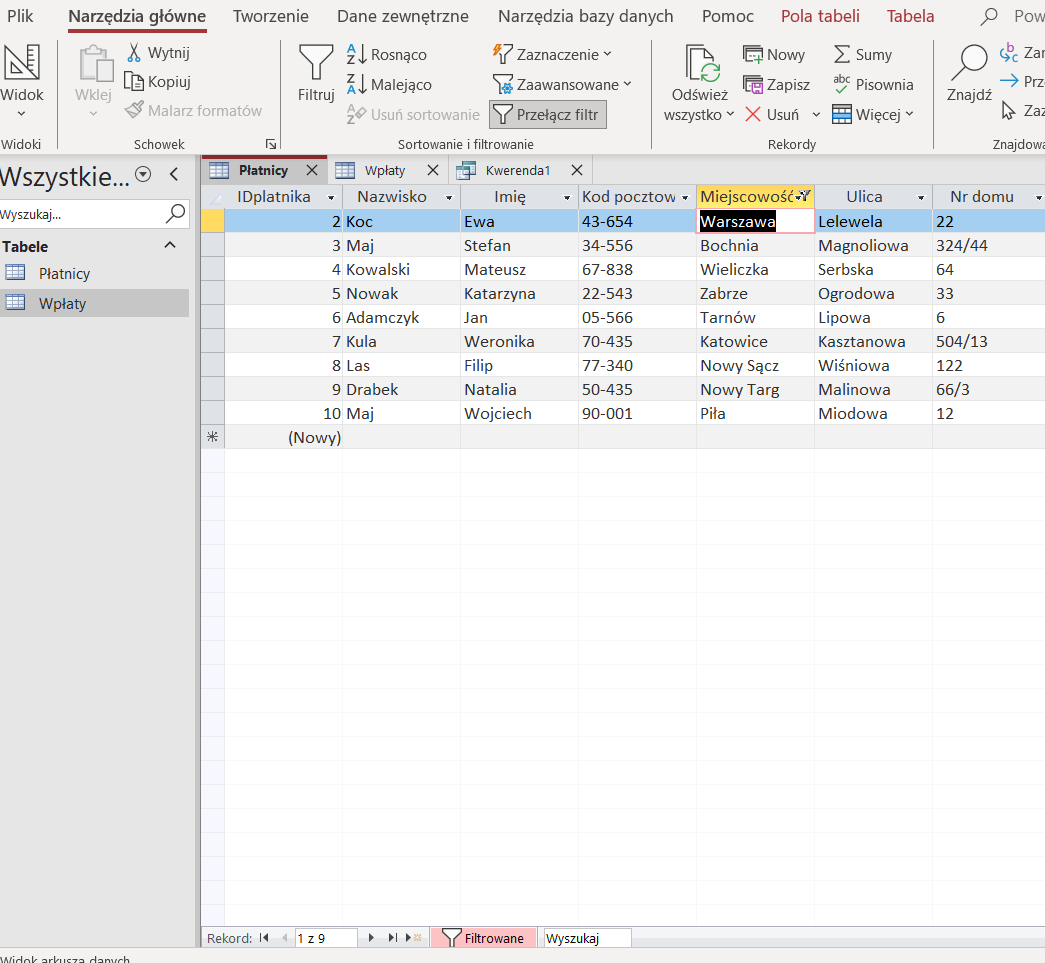 Plik Narzędzia główne Tworzenie Dane zewnętrzne Narzędzia bazy danych Pomoc Pola tabeli Tabela Pow
Widok
Wklej
Wytnij
Kopiuj
Malarz formatów
Filtruj
Rosnąco
Malejąco
Usuń sortowanie
Zaznaczenie
Zaawansowane
Przełącz filtr
Odśwież
wszystko
Nowy
Zapisz
Usuń
Sumy
Pisownia
Więcej
Znajdź
Zar
Prze
Zaz
Widoki Schowek Sortowanie i filtrowanie Rekordy Znajdowa
Wszystkie...
Wyszukaj...
Tabele
Płatnicy
Wpłaty
Płatnicy Wpłaty Kwerenda1
IDplatnika Nazwisko Imię Kod pocztow Miejscowość Ulica Nr domu
2 Koc Ewa 43-654 Warszawa Lelewela 22
3 Maj Stefan 34-556 Bochnia Magnoliowa 324/44
4 Kowalski Mateusz 67-838 Wieliczka Serbska 64
5 Nowak Katarzyna 22-543 Zabrze Ogrodowa 33
6 Adamczyk Jan 05-566 Tarnów Lipowa 6
7 Kula Weronika 70-435 Katowice Kasztanowa 504/13
8 Las Filip 77-340 Nowy Sącz Wiśniowa 122
9 Drabek Natalia 50-435 Nowy Targ Malinowa 66/3
10 Maj Wojciech 90-001 Piła Miodowa 12
(Nowy)
Rekord: 1 z 9 Filtrowane Wyszukaj
Widok arkusza danych